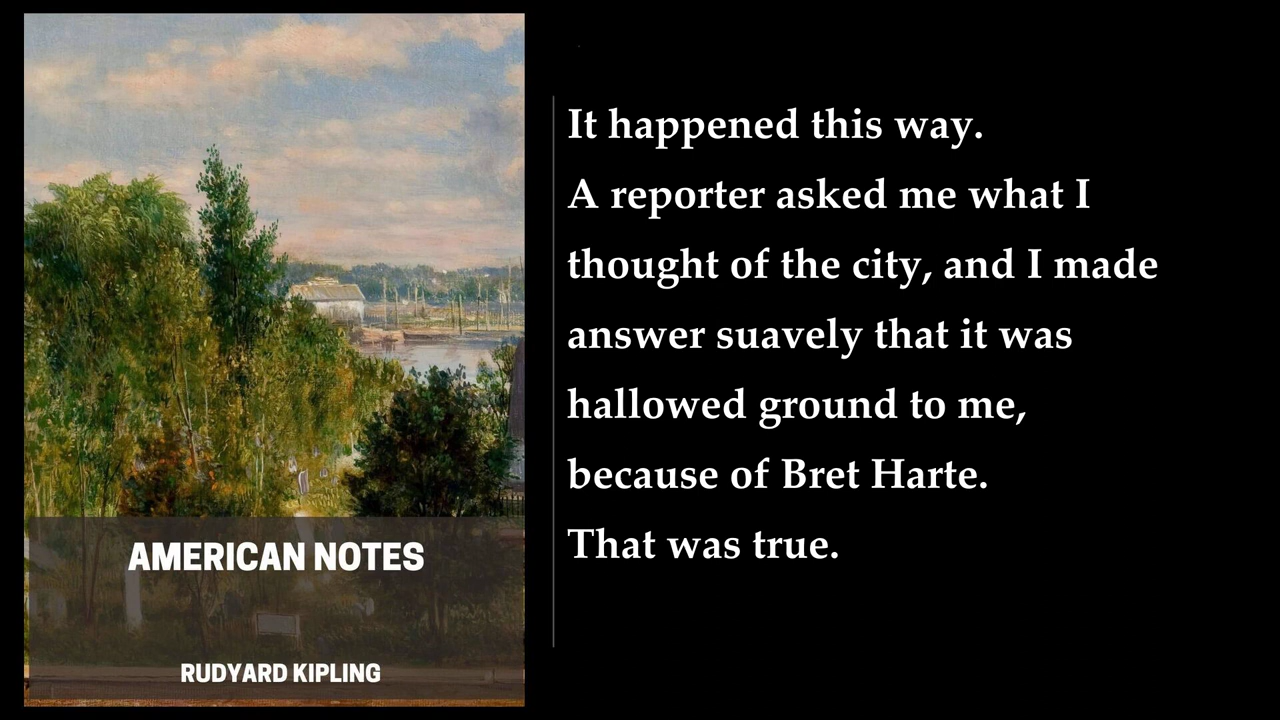 AMERICAN NOTES
RUDYARD KIPLING
It happened this way.
A reporter asked me what I
thought of the city, and I made
answer suavely that it was
hallowed ground to me,
because of Bret Harte.
That was true.